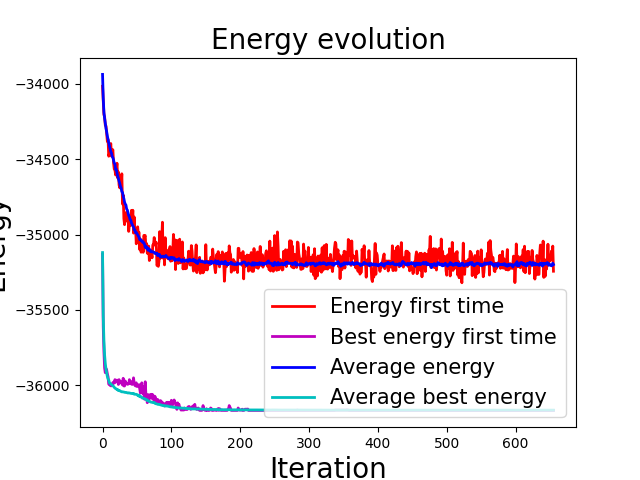 Energy evolution
Energy
−34000
−34500
−35000
−35500
−36000
Energy first time
Best energy first time
Average energy
Average best energy
0
100
200
300
400
500
600
Iteration